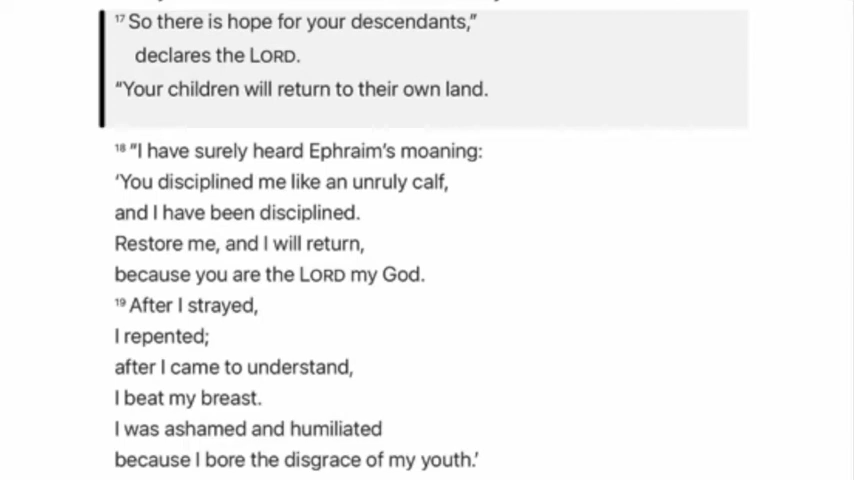 17 So there is hope for your descendants,”
declares the LORD.
“Your children will return to their own land.
18 “I have surely heard Ephraim’s moaning:
‘You disciplined me like an unruly calf,
and I have been disciplined.
Restore me, and I will return,
because you are the LORD my God.
19 After I strayed,
I repented;
after I came to understand,
I beat my breast.
I was ashamed and humiliated
because I bore the disgrace of my youth.’